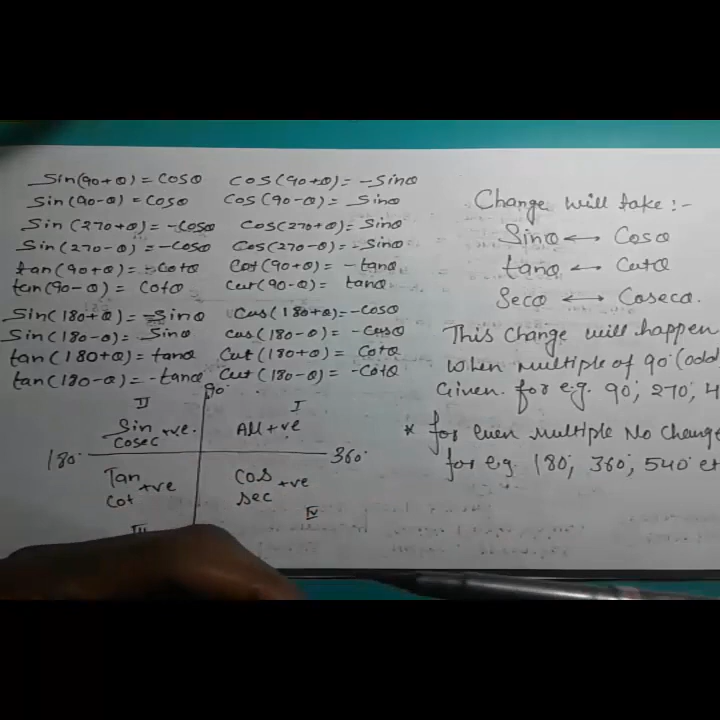 Sin(90+θ) = Cosθ    Cos(90+θ) = -Sinθ
Sin(90-θ) = Cosθ    Cos(90-θ) = Sinθ
Sin(270+θ) = -Cosθ    Cos(270+θ) = Sinθ
Sin(270-θ) = -Cosθ    Cos(270-θ) = -Sinθ
tan(90+θ) = -Cotθ    Cot(90+θ) = -tanθ
tan(90-θ) = Cotθ    Cot(90-θ) = tanθ
Sin(180+θ) = -Sinθ    Cos(180+θ) = -Cosθ
Sin(180-θ) = Sinθ    Cos(180-θ) = -Cosθ
tan(180+θ) = tanθ    Cot(180+θ) = Cotθ
tan(180-θ) = -tanθ    Cot(180-θ) = -Cotθ
90°
II    I
Sin +ve.    All +ve
Cosec
180°    360°
Tan +ve    Cos +ve
Cot    Sec
III    IV
Change will take :-
Sinθ ↔ Cosθ
tanθ ↔ Cotθ
Secθ ↔ Cosecθ.
This change will happen
when multiple of 90° (odd
Given. for e.g. 90°, 270°, 4
* for even multiple No Change
for e.g. 180°, 360°, 540° et